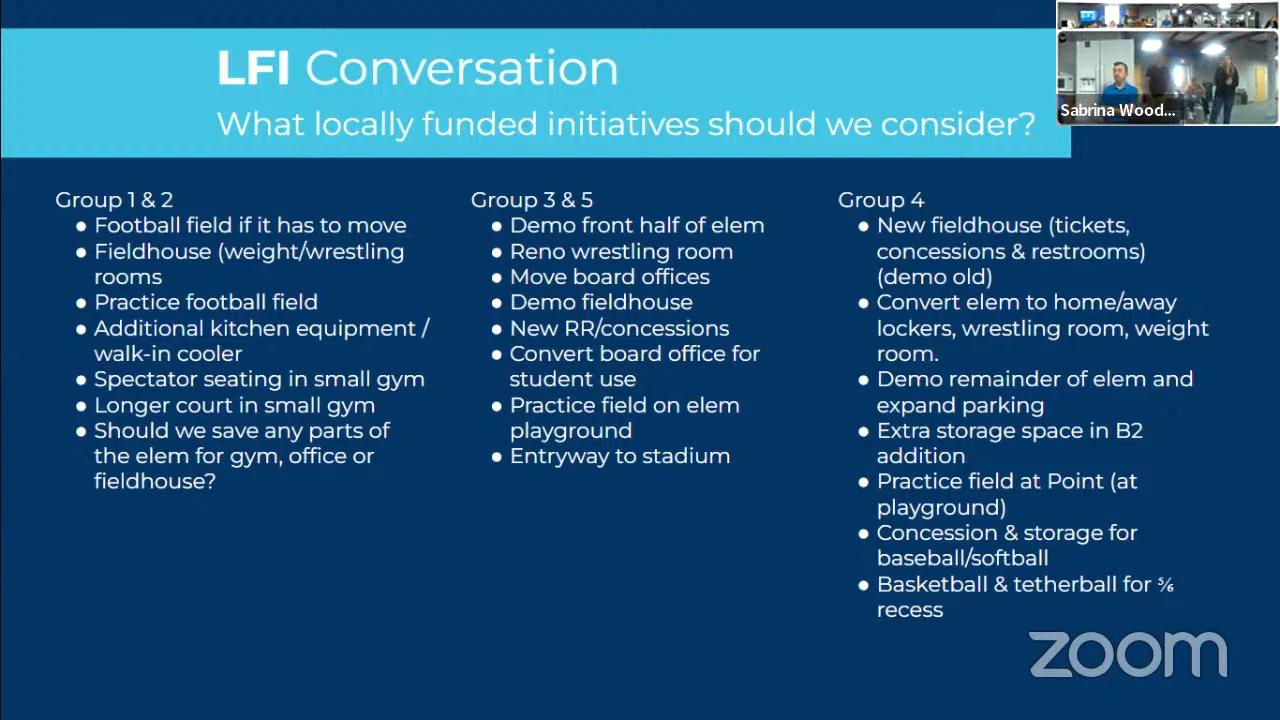 LFI Conversation
What locally funded initiatives should we consider?
Sabrina Wood...
Group 1 & 2
● Football field if it has to move
● Fieldhouse (weight/wrestling
rooms
● Practice football field
● Additional kitchen equipment /
walk-in cooler
● Spectator seating in small gym
● Longer court in small gym
● Should we save any parts of
the elem for gym, office or
fieldhouse?
Group 3 & 5
● Demo front half of elem
● Reno wrestling room
● Move board offices
● Demo fieldhouse
● New RR/concessions
● Convert board office for
student use
● Practice field on elem
playground
● Entryway to stadium
Group 4
● New fieldhouse (tickets,
concessions & restrooms)
(demo old)
● Convert elem to home/away
lockers, wrestling room, weight
room.
● Demo remainder of elem and
expand parking
● Extra storage space in B2
addition
● Practice field at Point (at
playground)
● Concession & storage for
baseball/softball
● Basketball & tetherball for ⅚
recess
zoom